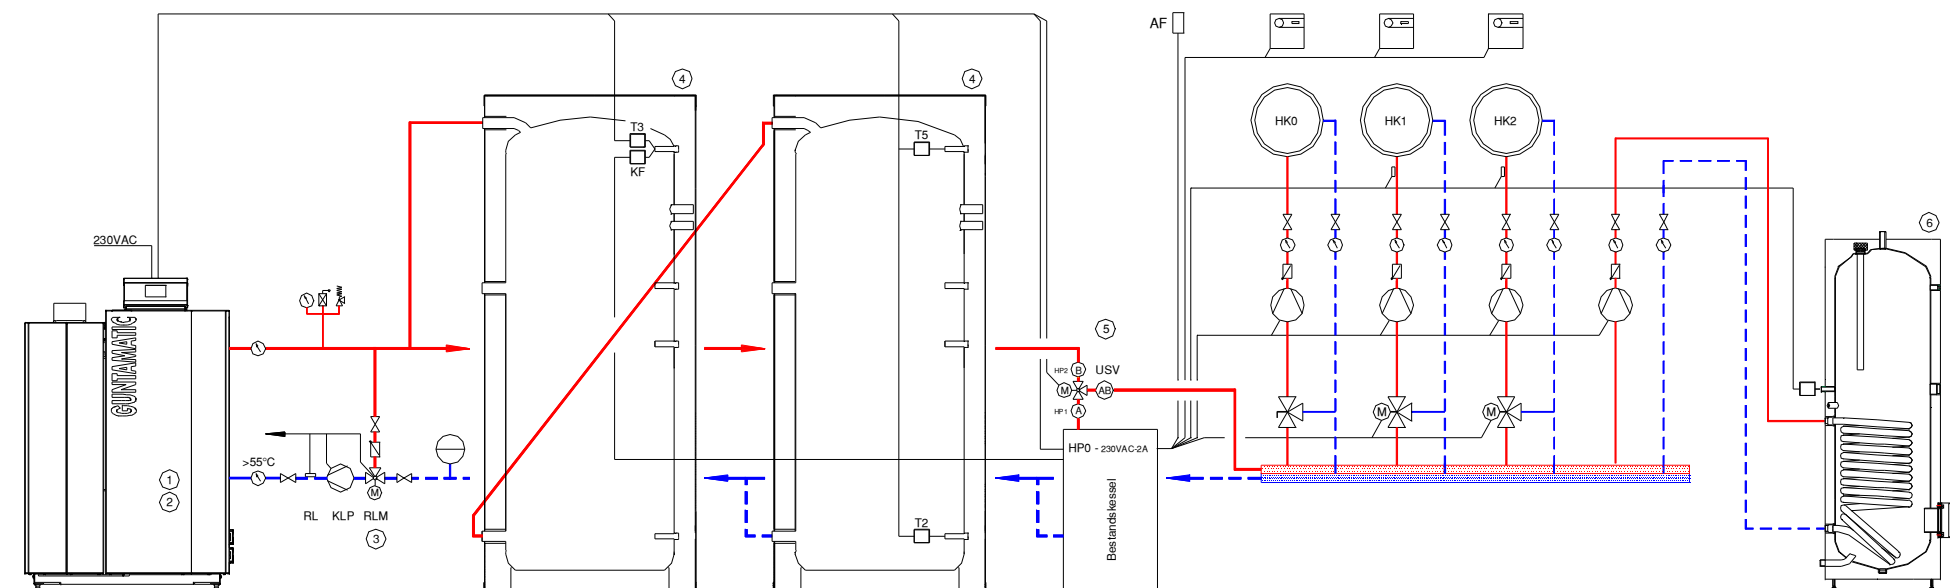 AF
4
4
HK0
HK1
HK2
T3
KF
T5
6
230VAC
GUNTAMATIC
5
HP2
B
USV
M
AB
HP1
A
M
M
HP0 - 230VAC-2A
>55°C
1
2
M
RL
KLP
RLM
3
T2
Bestandskessel